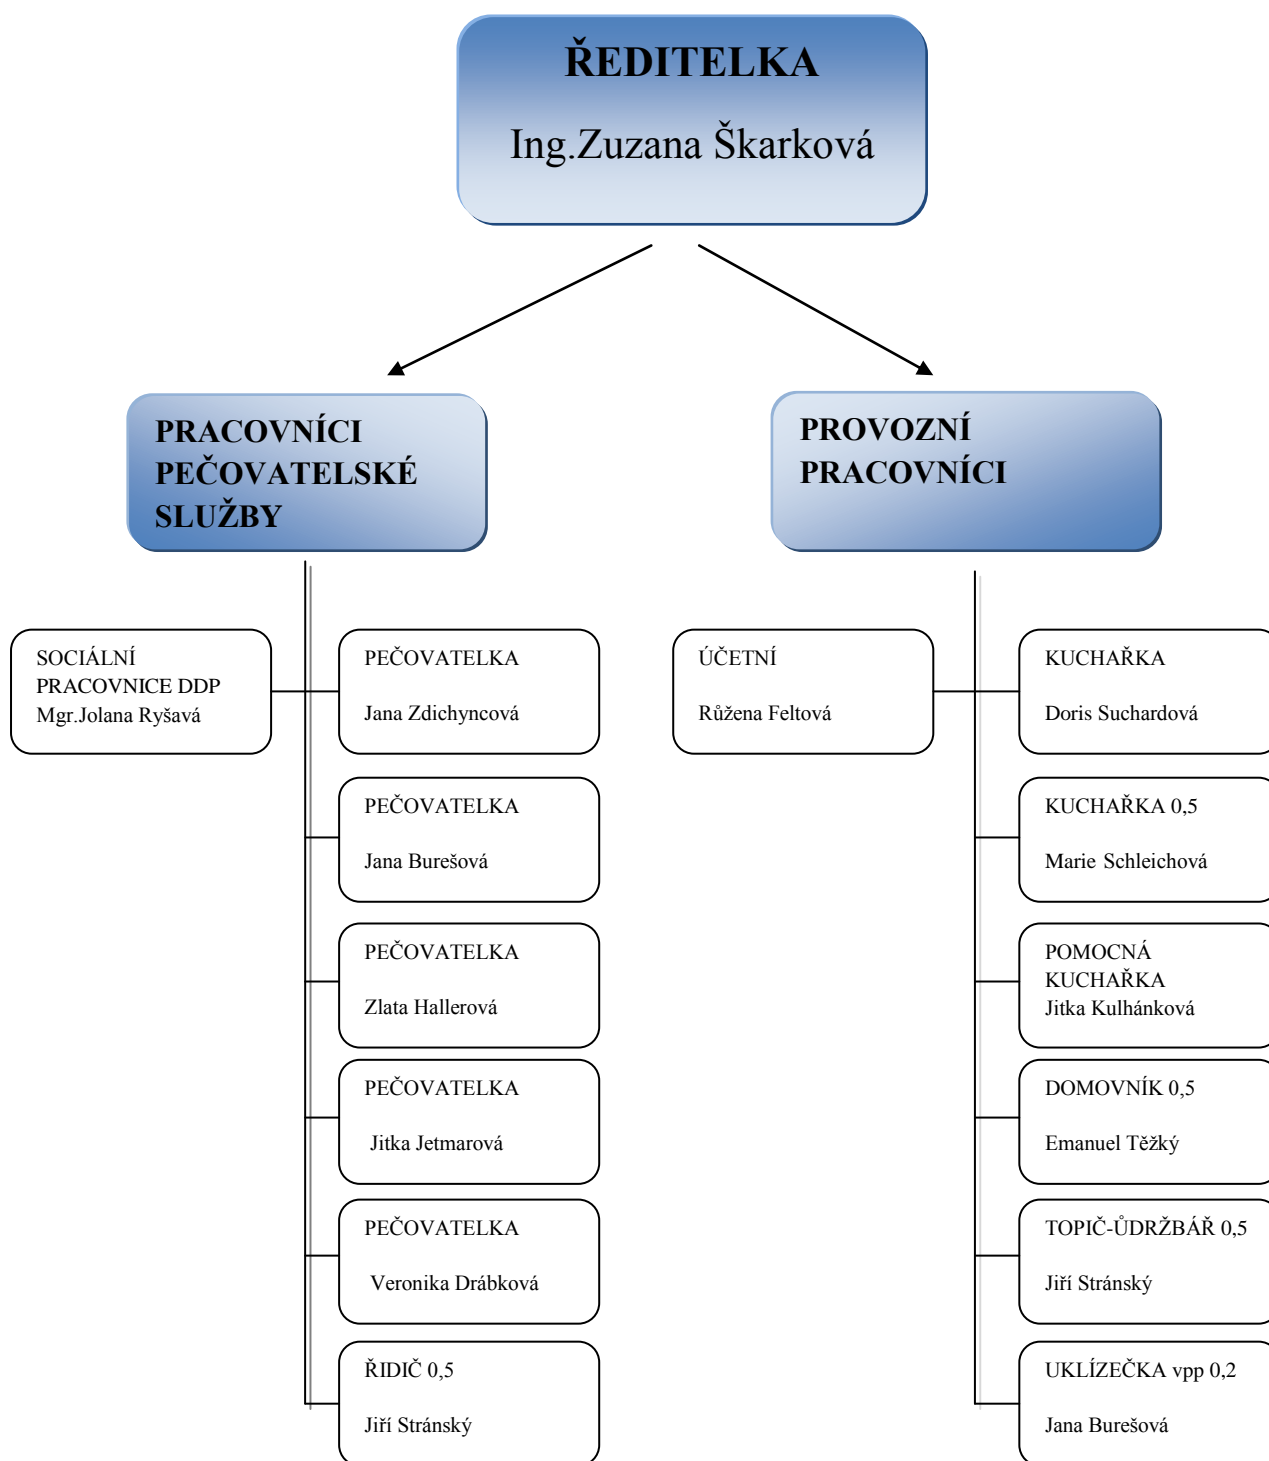 ŘEDITELKA
Ing.Zuzana Škarková
PRACOVNÍCI
PEČOVATELSKÉ
SLUŽBY
PROVOZNÍ
PRACOVNÍCI
SOCIÁLNÍ
PRACOVNICE DDP
Mgr.Jolana Ryšavá
PEČOVATELKA
Jana Zdichyncová
PEČOVATELKA
Jana Burešová
PEČOVATELKA
Zlata Hallerová
PEČOVATELKA
Jitka Jetmarová
PEČOVATELKA
Veronika Drábková
ŘIDIČ 0,5
Jiří Stránský
ÚČETNÍ
Růžena Feltová
KUCHAŘKA
Doris Suchardová
KUCHAŘKA 0,5
Marie Schleichová
POMOCNÁ
KUCHAŘKA
Jitka Kulhánková
DOMOVNÍK 0,5
Emanuel Těžký
TOPIČ-ŮDRŽBÁŘ 0,5
Jiří Stránský
UKLÍZEČKA vpp 0,2
Jana Burešová